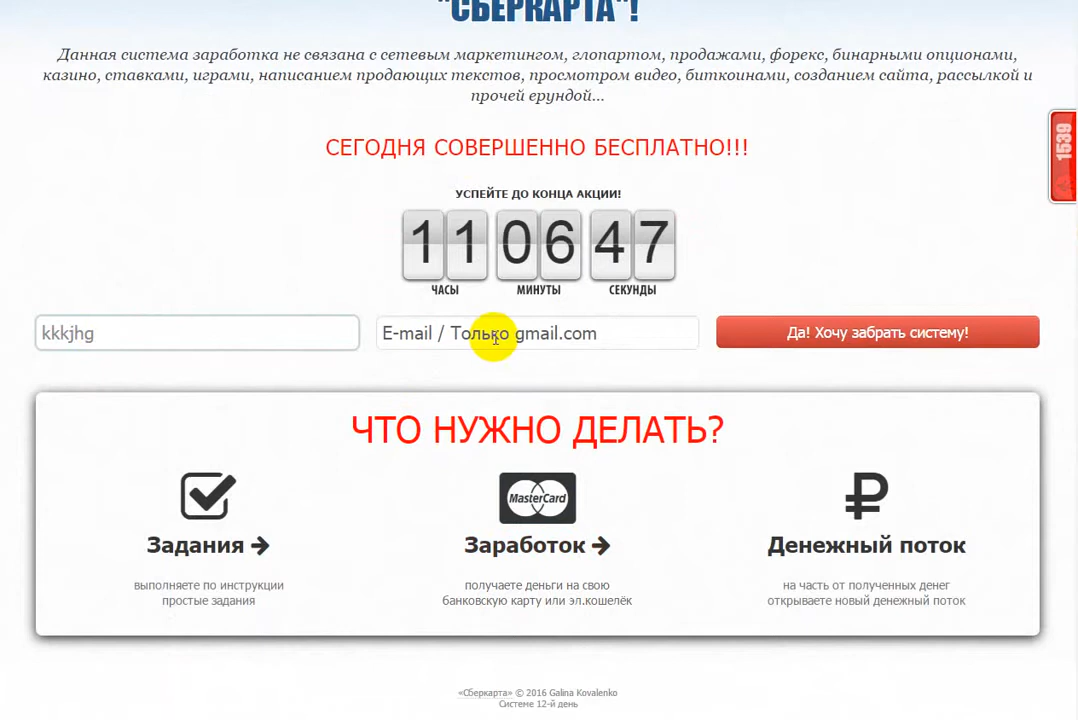 "СБЕРКАРТА"!
Данная система заработка не связана с сетевым маркетингом, глопартом, продажами, форекс, бинарными опционами,
казино, ставками, играми, написанием продающих текстов, просмотром видео, биткоинами, созданием сайта, рассылкой и
прочей ерундой...
СЕГОДНЯ СОВЕРШЕННО БЕСПЛАТНО!!!
УСПЕЙТЕ ДО КОНЦА АКЦИИ!
11 06 47
ЧАСЫ МИНУТЫ СЕКУНДЫ
1539
kkkjhg
E-mail / Только gmail.com
Да! Хочу забрать систему!
ЧТО НУЖНО ДЕЛАТЬ?
MasterCard
Задания
Заработок
Денежный поток
выполняете по инструкции
простые задания
получаете деньги на свою
банковскую карту или эл.кошелёк
на часть от полученных денег
открываете новый денежный поток
«Сберкарта» © 2016 Galina Kovalenko
Системе 12-й день